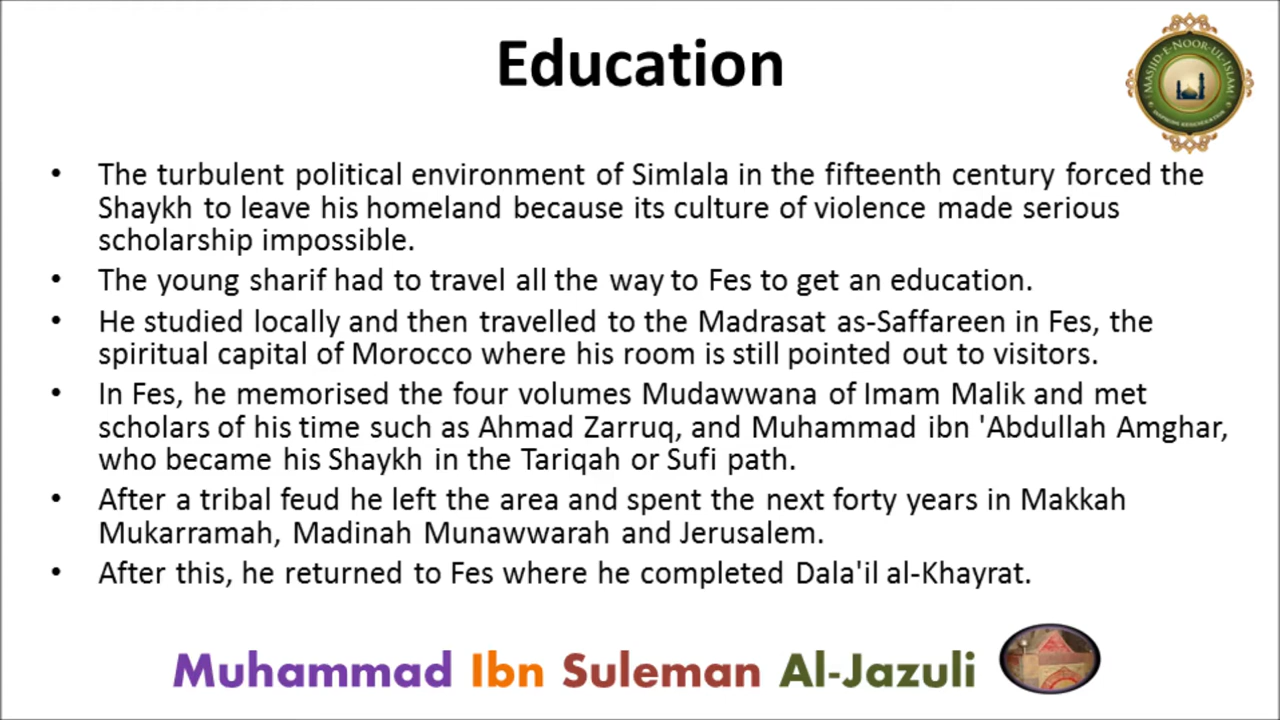 Education
MASJID-E-NOOR-UL-ISLAM
• The turbulent political environment of Simlala in the fifteenth century forced the
Shaykh to leave his homeland because its culture of violence made serious
scholarship impossible.
• The young sharif had to travel all the way to Fes to get an education.
• He studied locally and then travelled to the Madrasat as-Saffareen in Fes, the
spiritual capital of Morocco where his room is still pointed out to visitors.
• In Fes, he memorised the four volumes Mudawwana of Imam Malik and met
scholars of his time such as Ahmad Zarruq, and Muhammad ibn 'Abdullah Amghar,
who became his Shaykh in the Tariqah or Sufi path.
• After a tribal feud he left the area and spent the next forty years in Makkah
Mukarramah, Madinah Munawwarah and Jerusalem.
• After this, he returned to Fes where he completed Dala'il al-Khayrat.
Muhammad Ibn Suleman Al-Jazuli